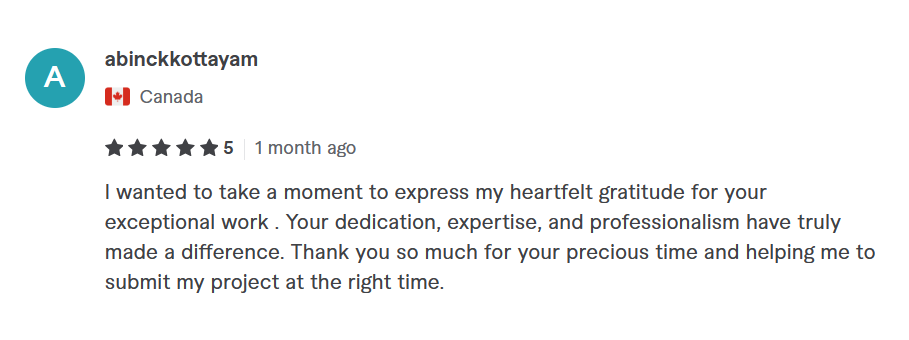 A
abinckkottayam
Canada
5 | 1 month ago
I wanted to take a moment to express my heartfelt gratitude for your
exceptional work . Your dedication, expertise, and professionalism have truly
made a difference. Thank you so much for your precious time and helping me to
submit my project at the right time.